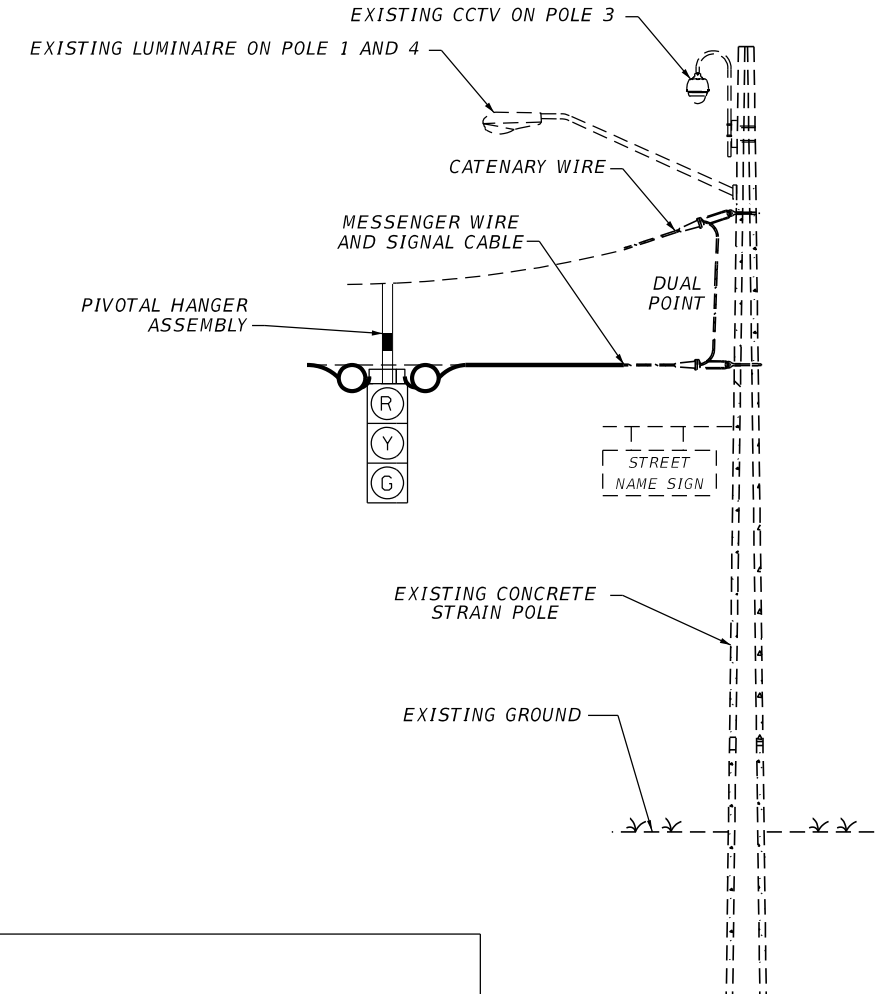 EXISTING CCTV ON POLE 3
EXISTING LUMINAIRE ON POLE 1 AND 4
CATENARY WIRE
MESSENGER WIRE
AND SIGNAL CABLE
DUAL
POINT
PIVOTAL HANGER
ASSEMBLY
R
Y
G
STREET
NAME SIGN
EXISTING CONCRETE
STRAIN POLE
EXISTING GROUND